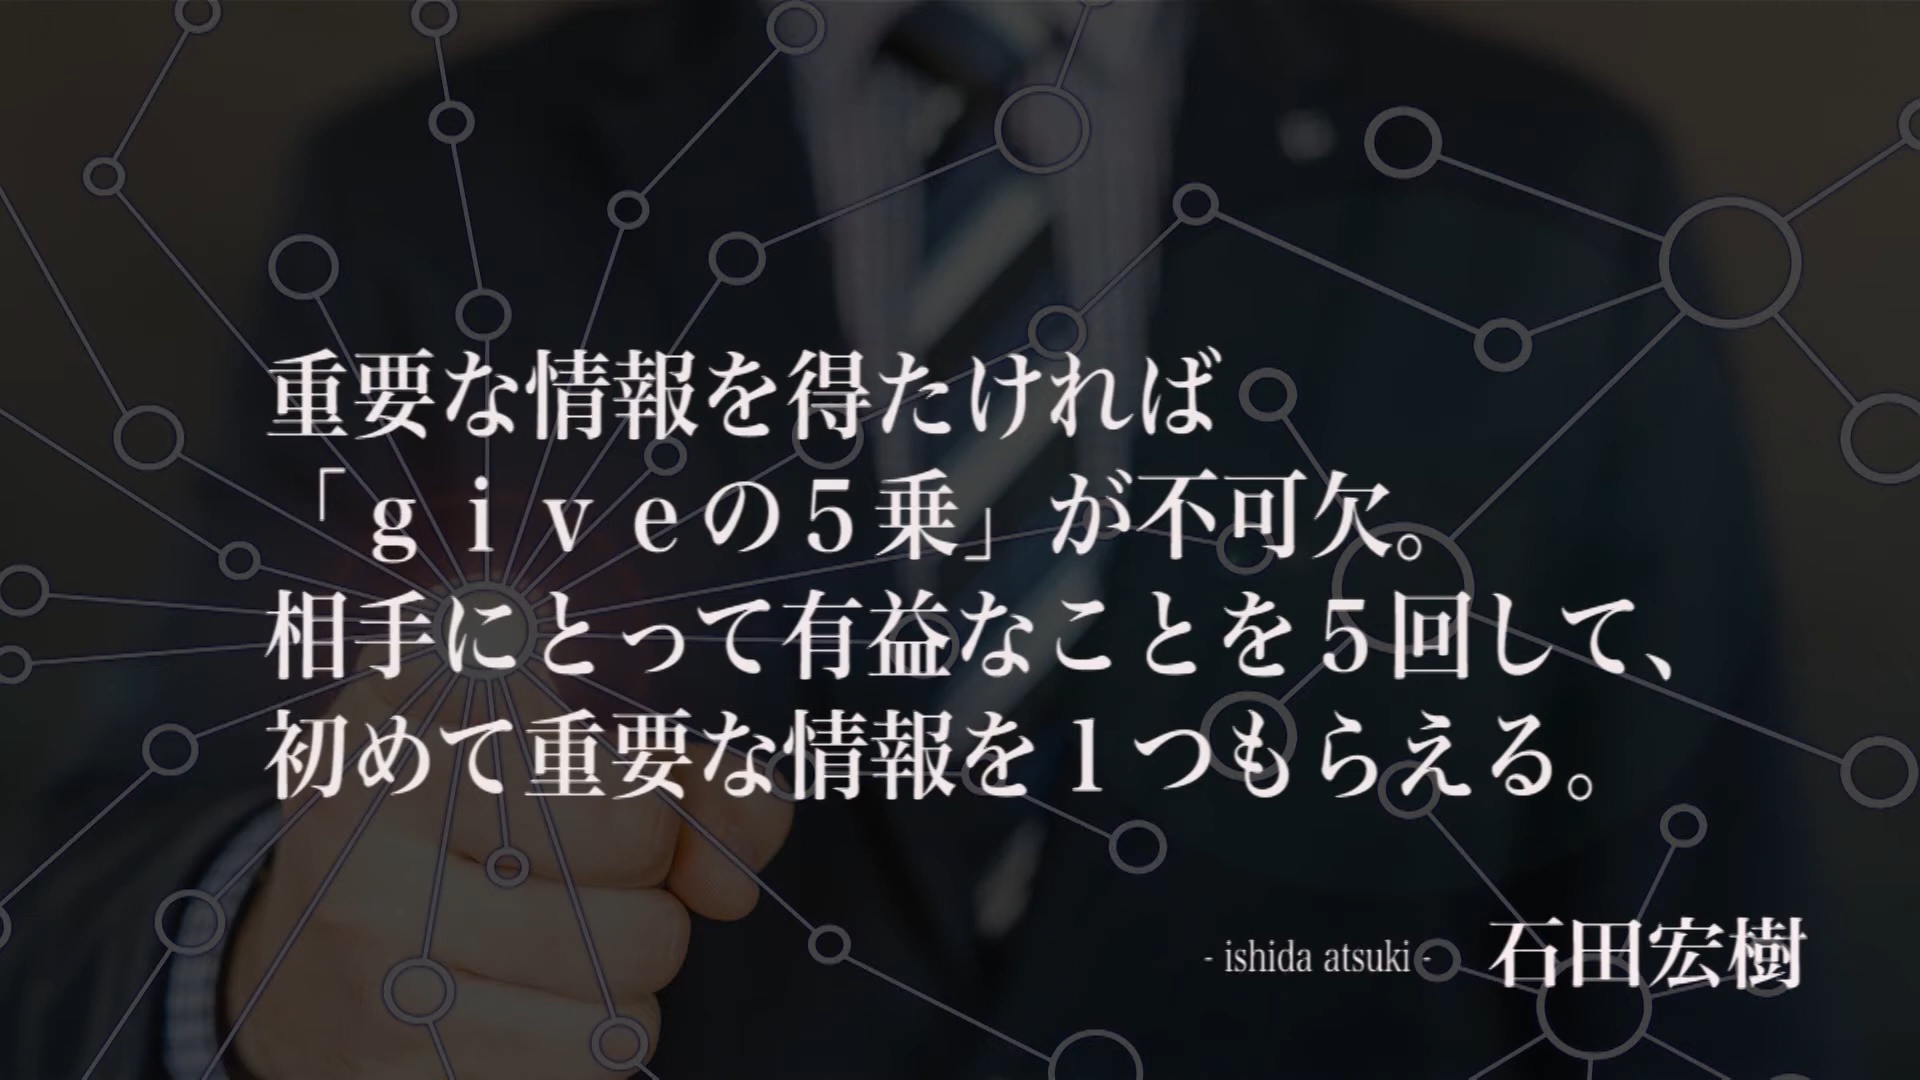 重要な情報を得たければ
「ｇｉｖｅの５乗」が不可欠。
相手にとって有益なことを５回して、
初めて重要な情報を１つもらえる。
- ishida atsuki -　石田宏樹